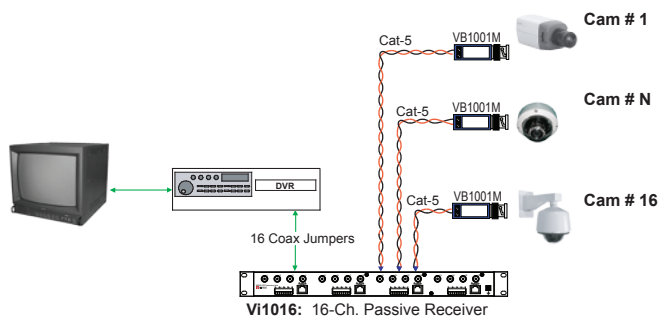 Cam # 1
Cat-5 VB1001M
Cam # N
Cat-5 VB1001M
DVR
Cam # 16
Cat-5 VB1001M
16 Coax Jumpers
Vi1016: 16-Ch. Passive Receiver